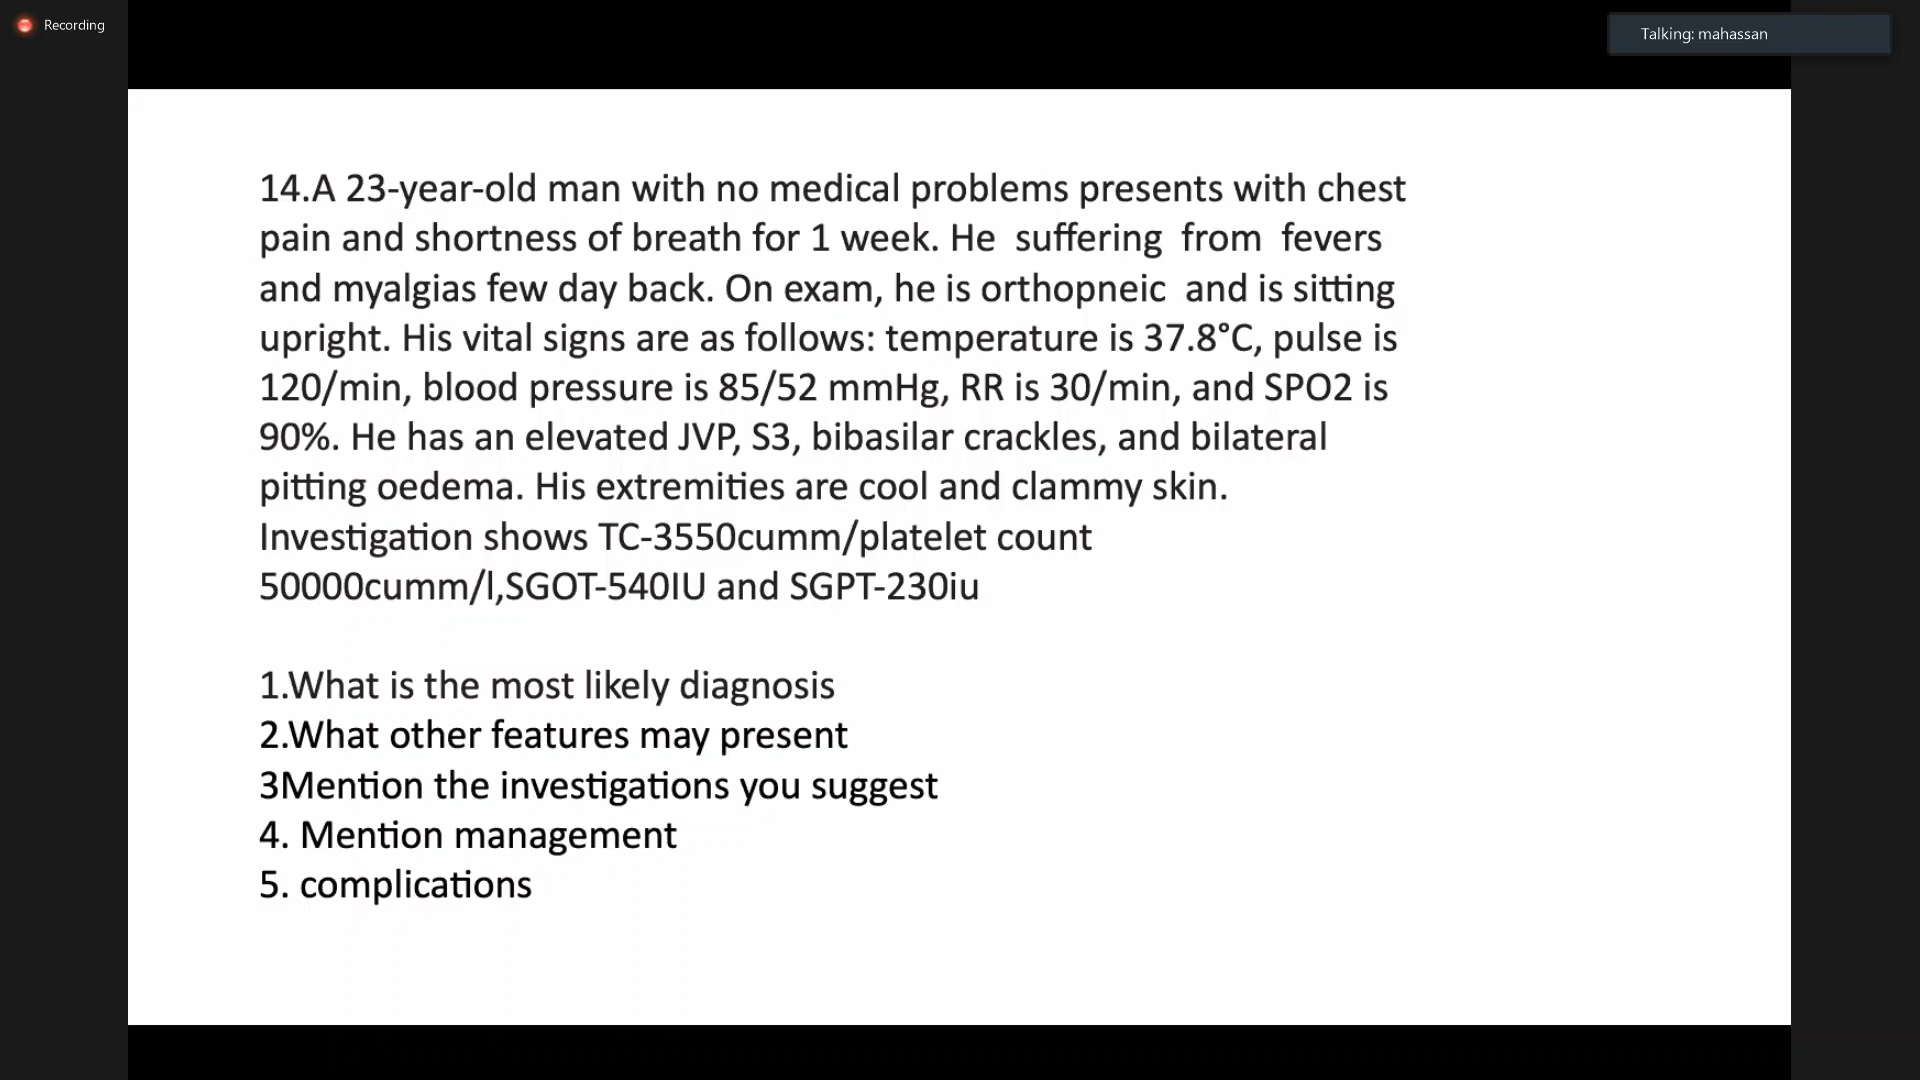 Recording
Talking: mahassan
14.A 23-year-old man with no medical problems presents with chest
pain and shortness of breath for 1 week. He suffering from fevers
and myalgias few day back. On exam, he is orthopneic and is sitting
upright. His vital signs are as follows: temperature is 37.8°C, pulse is
120/min, blood pressure is 85/52 mmHg, RR is 30/min, and SPO2 is
90%. He has an elevated JVP, S3, bibasilar crackles, and bilateral
pitting oedema. His extremities are cool and clammy skin.
Investigation shows TC-3550cumm/platelet count
50000cumm/l,SGOT-540IU and SGPT-230iu
1.What is the most likely diagnosis
2.What other features may present
3Mention the investigations you suggest
4. Mention management
5. complications